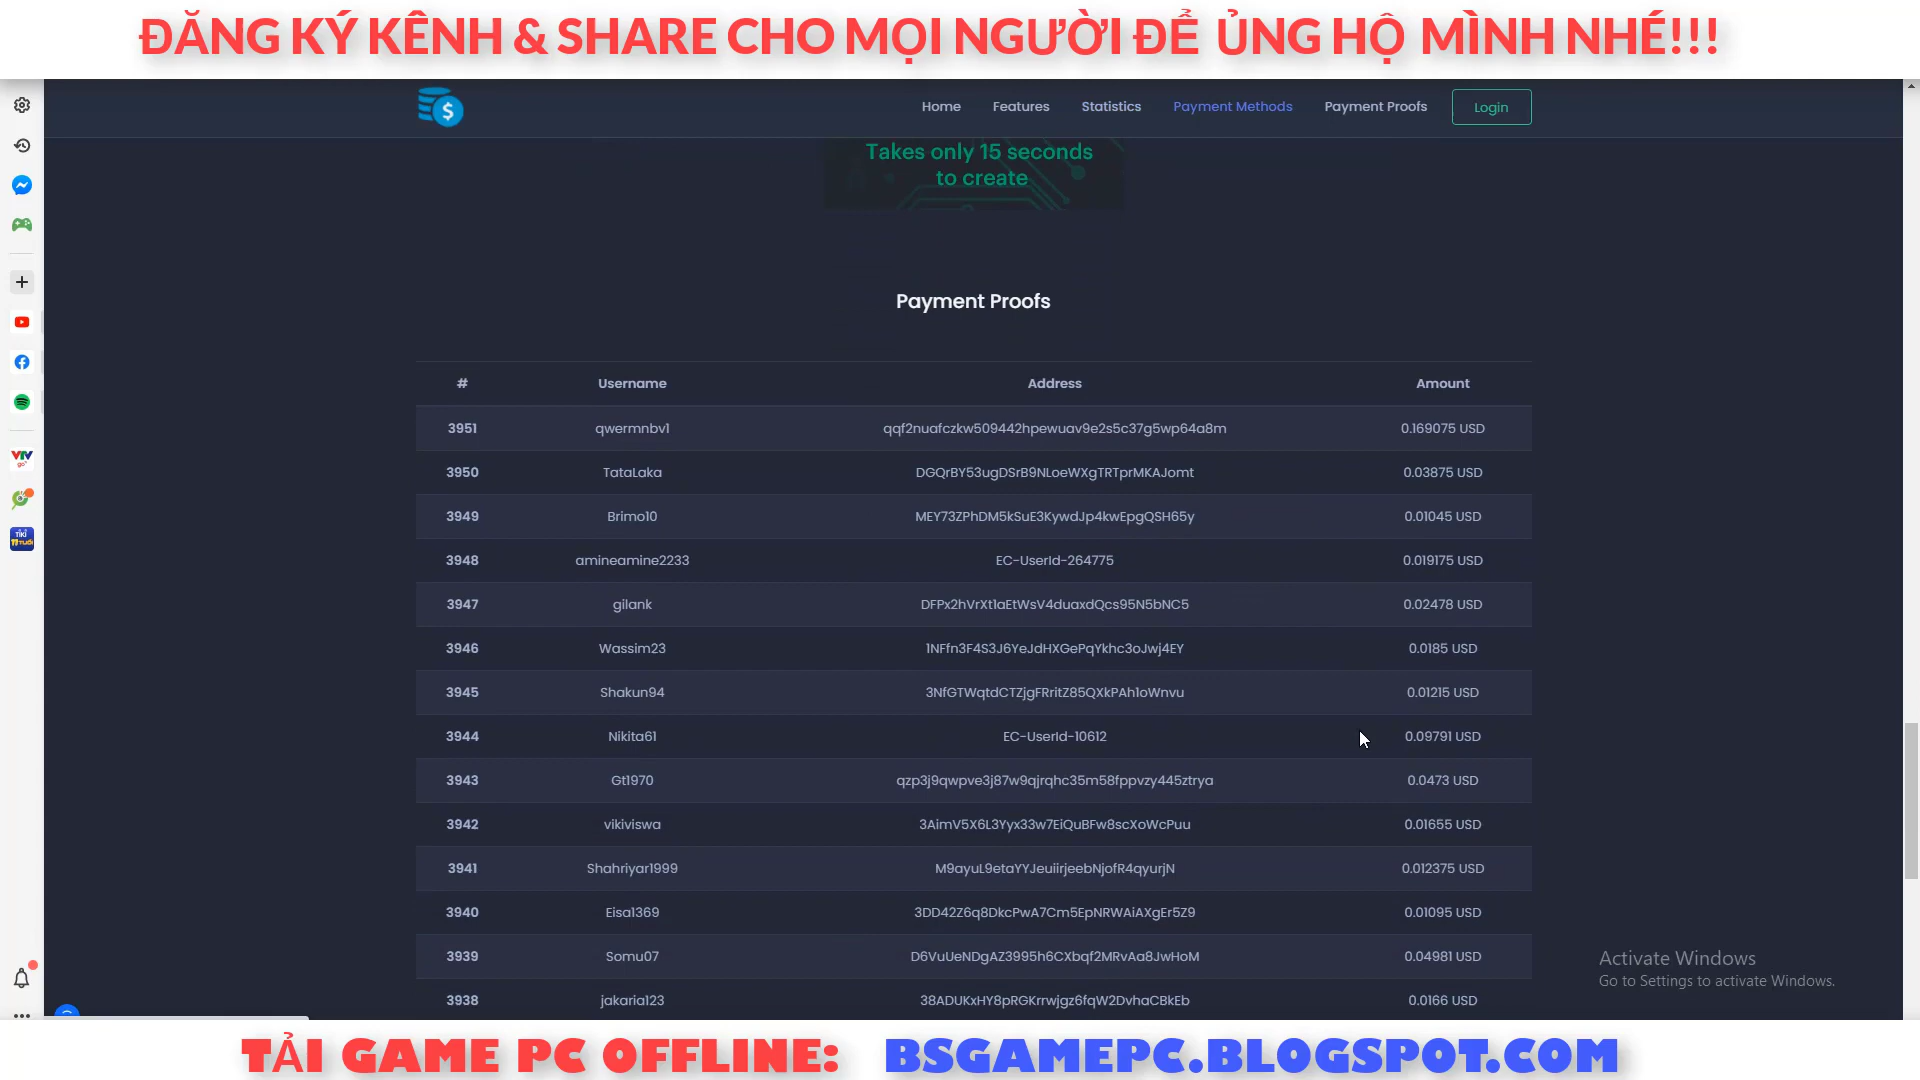 ĐĂNG KÝ KÊNH & SHARE CHO MỌI NGƯỜI ĐỂ ỦNG HỘ MÌNH NHÉ!!!
Home Features Statistics Payment Methods Payment Proofs Login
Takes only 15 seconds
to create
Payment Proofs
# Username Address Amount
3951 qwermnbv1 qqf2nuafczkw509442hpewuav9e2s5c37g5wp64a8m 0.169075 USD
3950 TataLaka DGQrBY53ugDSrB9NLoeWXgTRTprMKAJomt 0.03875 USD
3949 Brimo10 MEY73ZPhDM5kSuE3KywdJp4kwEpgQSH65y 0.01045 USD
3948 amineamine2233 EC-UserId-264775 0.019175 USD
3947 gilank DFPx2hVrXt1aEtWsV4duaxdQcs95N5bNC5 0.02478 USD
3946 Wassim23 1NFfn3F4S3J6YeJdHXGePqYkhc3oJwj4EY 0.0185 USD
3945 Shakun94 3NfGTWqtdCTZjgFRritZ85QXkPAh1oWnvu 0.01215 USD
3944 Nikita61 EC-UserId-10612 0.09791 USD
3943 Gt1970 qzp3j9qwpve3j87w9qjrqhc35m58fppvzy445ztrya 0.0473 USD
3942 vikiviswa 3AimV5X6L3Yyx33w7EiQuBFw8scXoWcPuu 0.01655 USD
3941 Shahriyar1999 M9ayuL9etaYYJeuiirjeebNjofR4qyurjN 0.012375 USD
3940 Eisa1369 3DD42Z6q8DkcPwA7Cm5EpNRWAiAXgEr5Z9 0.01095 USD
3939 Somu07 D6VuUeNDgAZ3995h6CXbqf2MRvAa8JwHoM 0.04981 USD
3938 jakaria123 38ADUKxHY8pRGKrrwjgz6fqW2DvhaCBkEb 0.0166 USD
Activate Windows
Go to Settings to activate Windows.
TẢI GAME PC OFFLINE: BSGAMEPC.BLOGSPOT.COM